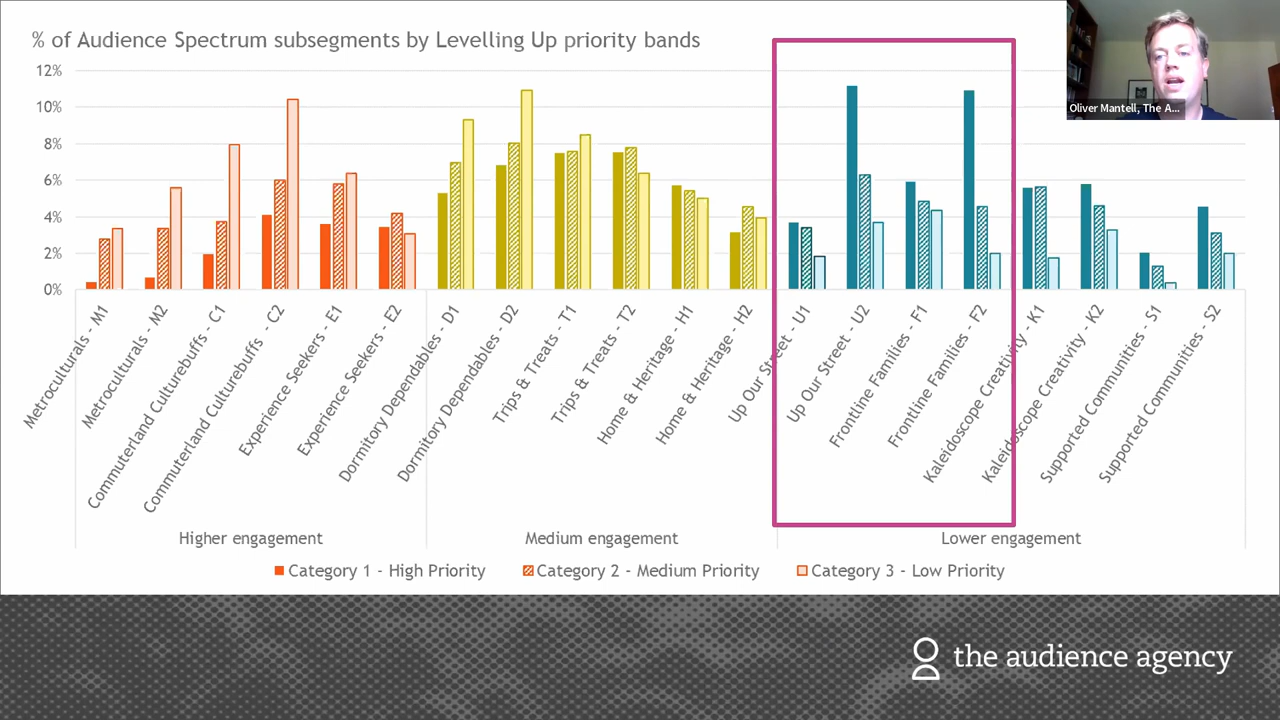 % of Audience Spectrum subsegments by Levelling Up priority bands
Oliver Mantell, The A...
12%
10%
8%
6%
4%
2%
0%
Metroculturals - M1
Metroculturals - M2
Commuterland Culturebuffs - C1
Commuterland Culturebuffs - C2
Experience Seekers - E1
Experience Seekers - E2
Dormitory Dependables - D1
Dormitory Dependables - D2
Trips & Treats - T1
Trips & Treats - T2
Home & Heritage - H1
Home & Heritage - H2
Up Our Street - U1
Up Our Street - U2
Frontline Families - F1
Frontline Families - F2
Kaleidoscope Creativity - K1
Kaleidoscope Creativity - K2
Supported Communities - S1
Supported Communities - S2
Higher engagement
Medium engagement
Lower engagement
Category 1 - High Priority
Category 2 - Medium Priority
Category 3 - Low Priority
the audience agency